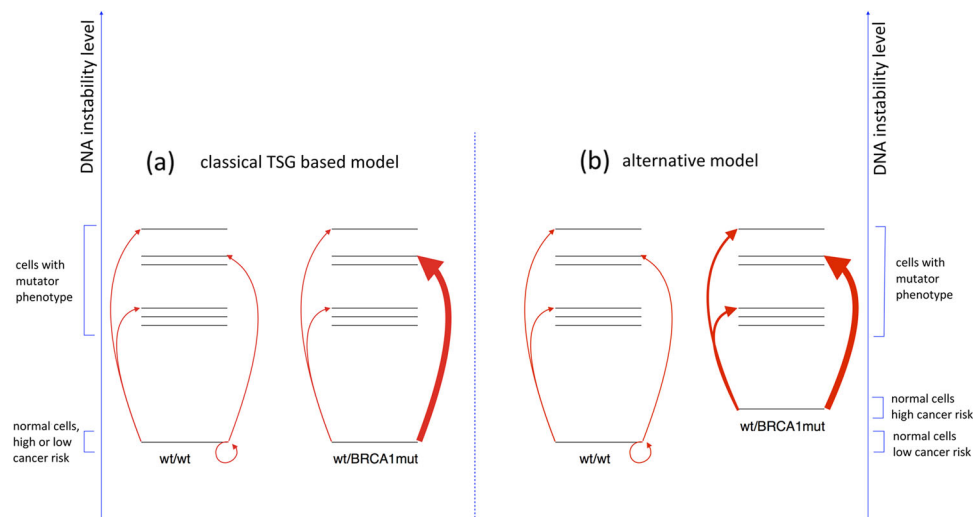 DNA instability level
(a) classical TSG based model
cells with
mutator
phenotype
normal cells,
high or low
cancer risk
wt/wt
wt/BRCA1mut
(b) alternative model
DNA instability level
cells with
mutator
phenotype
normal cells
high cancer risk
normal cells
low cancer risk
wt/wt
wt/BRCA1mut